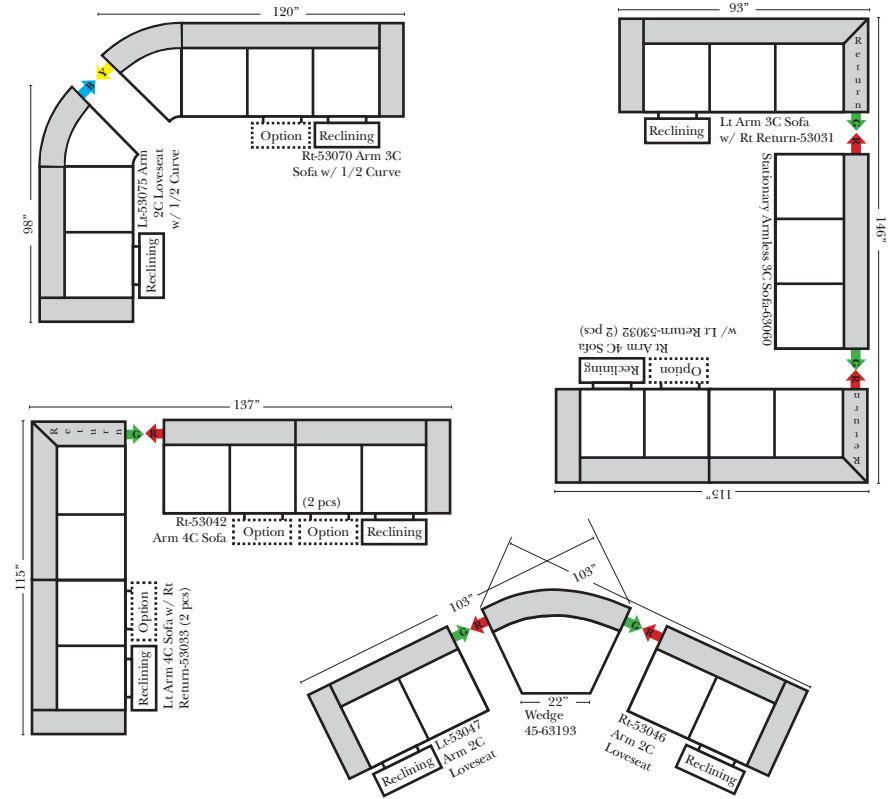 120”
B
Y
Option
Reclining
Rt-53070 Arm 3C
Sofa w/ 1/2 Curve
98”
Lt-53075 Arm
2C Loveseat
w/ 1/2 Curve
Reclining
93”
Return
G
R
Reclining
Lt Arm 3C Sofa
w/ Rt Return-53031
Stationary Armless 3C Sofa-63060
146”
G
R
Rt Arm 4C Sofa
w/ Lt Return-53032 (2 pcs)
Reclining
Option
Return
115”
137”
Return
G
R
(2 pcs)
Rt-53042
Arm 4C Sofa
Option
Option
Reclining
115”
Option
Reclining
Lt Arm 4C Sofa w/ Rt
Return-53033 (2 pcs)
103”
103”
G
R
G
R
22”
Wedge
45-63193
Lt-53047
Arm 2C
Loveseat
Reclining
Rt-53046
Arm 2C
Loveseat
Reclining